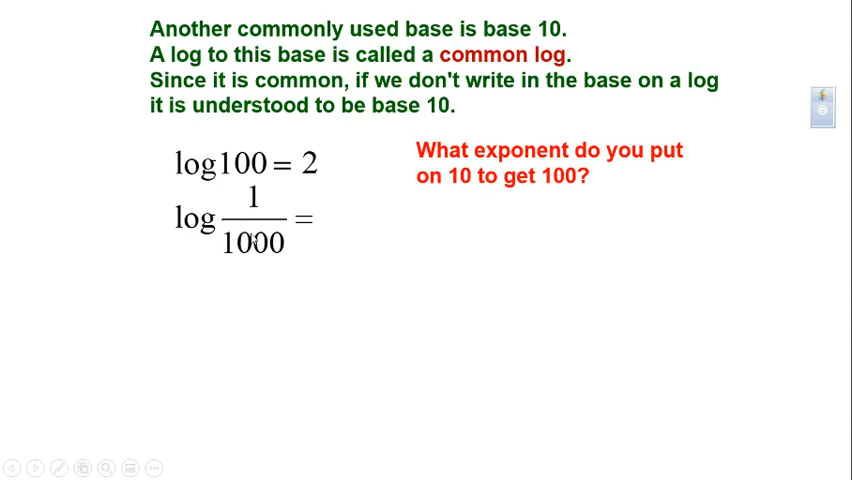 Another commonly used base is base 10.
A log to this base is called a common log.
Since it is common, if we don't write in the base on a log
it is understood to be base 10.
What exponent do you put
on 10 to get 100?
log100 = 2
log 1/1000 =